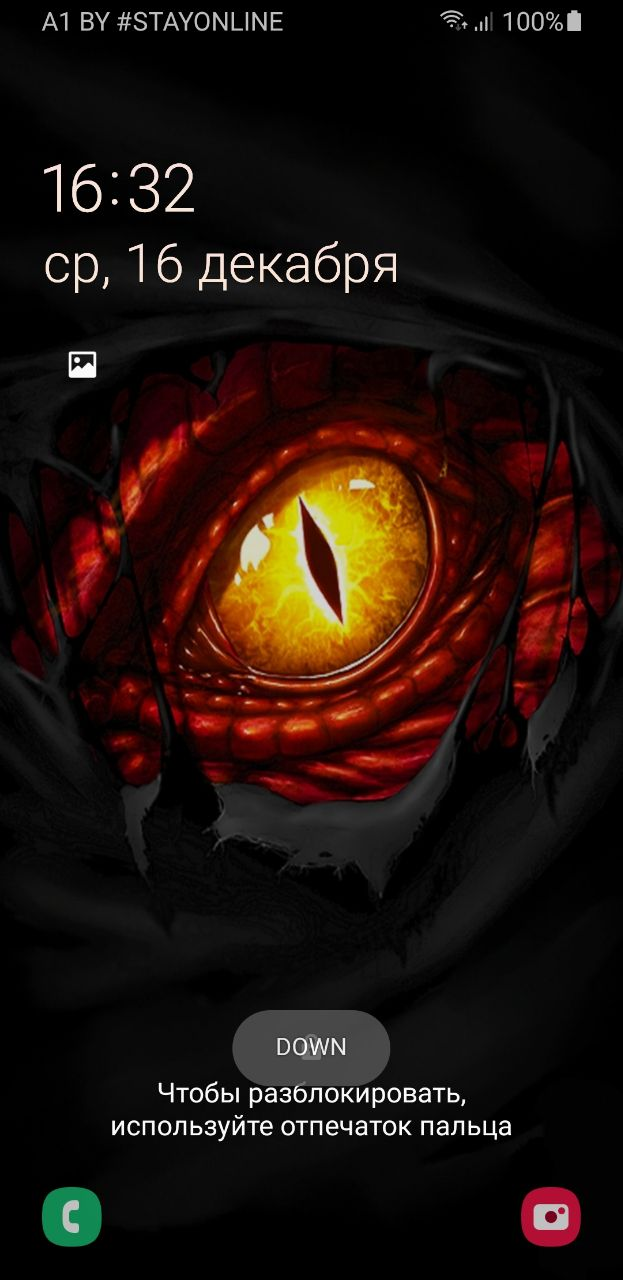 A1 BY #STAYONLINE 100%
16:32
ср, 16 декабря
DOWN
Чтобы разблокировать,
используйте отпечаток пальца